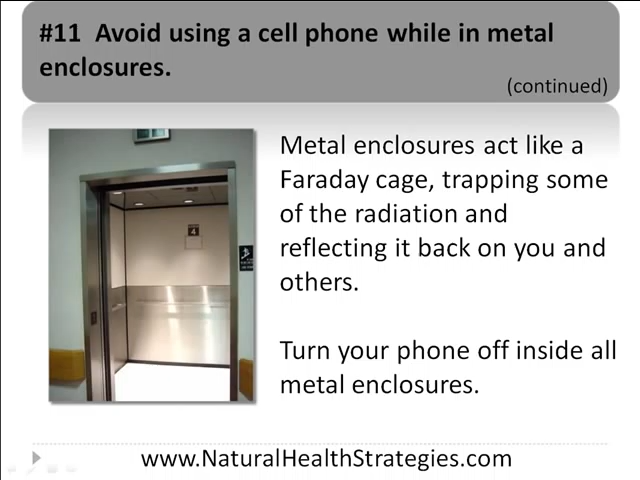 #11 Avoid using a cell phone while in metal
enclosures.
(continued)
Metal enclosures act like a
Faraday cage, trapping some
of the radiation and
reflecting it back on you and
others.
4
Turn your phone off inside all
metal enclosures.
www.NaturalHealthStrategies.com